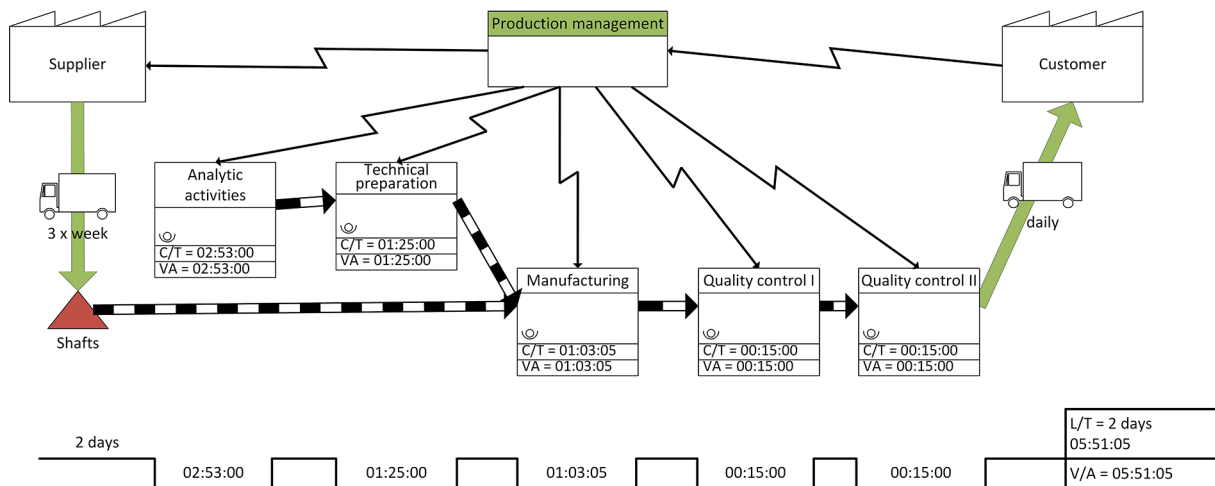 Production management
Supplier
Customer
Analytic
activities
Technical
preparation
3 x week
daily
C/T = 02:53:00
VA = 02:53:00
C/T = 01:25:00
VA = 01:25:00
Manufacturing
Quality control I
Quality control II
Shafts
C/T = 01:03:05
VA = 01:03:05
C/T = 00:15:00
VA = 00:15:00
C/T = 00:15:00
VA = 00:15:00
2 days
L/T = 2 days
05:51:05
02:53:00
01:25:00
01:03:05
00:15:00
00:15:00
V/A = 05:51:05